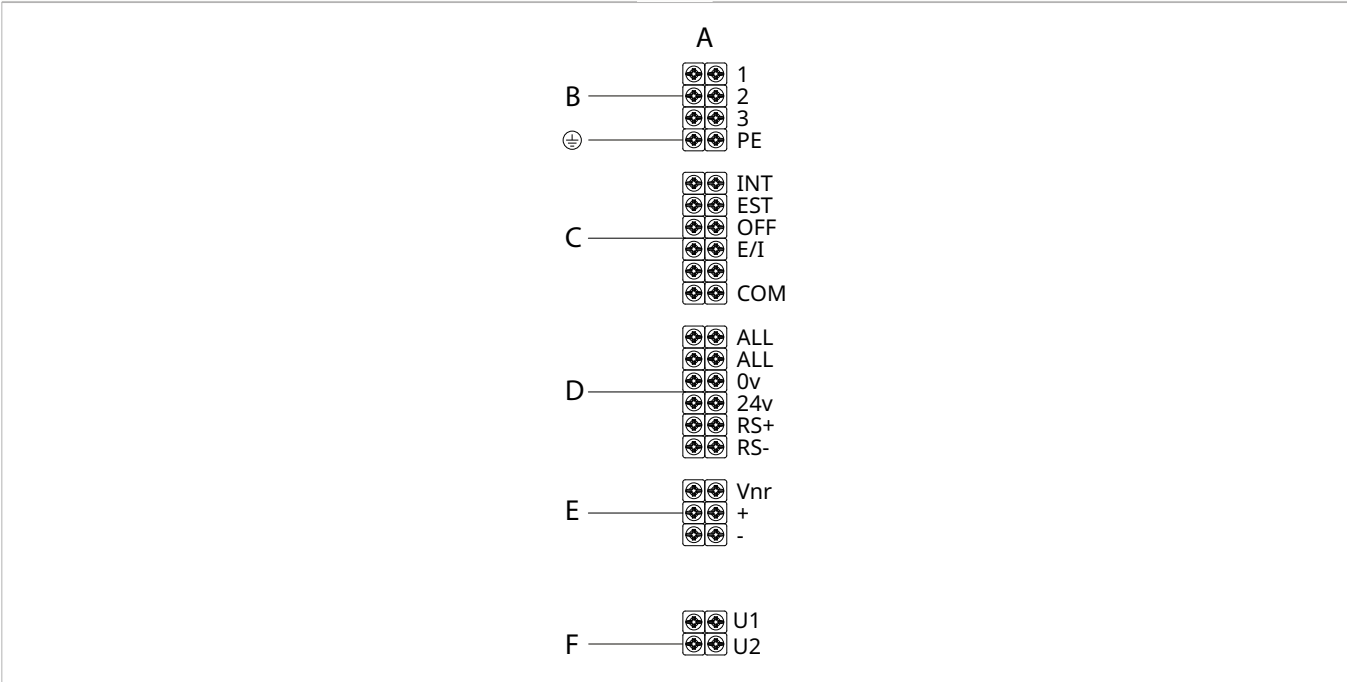 A
1
B 2
3
PE
INT
EST
OFF
C E/I
COM
ALL
ALL
D 0v
24v
RS+
RS-
Vnr
E +
-
U1
F U2